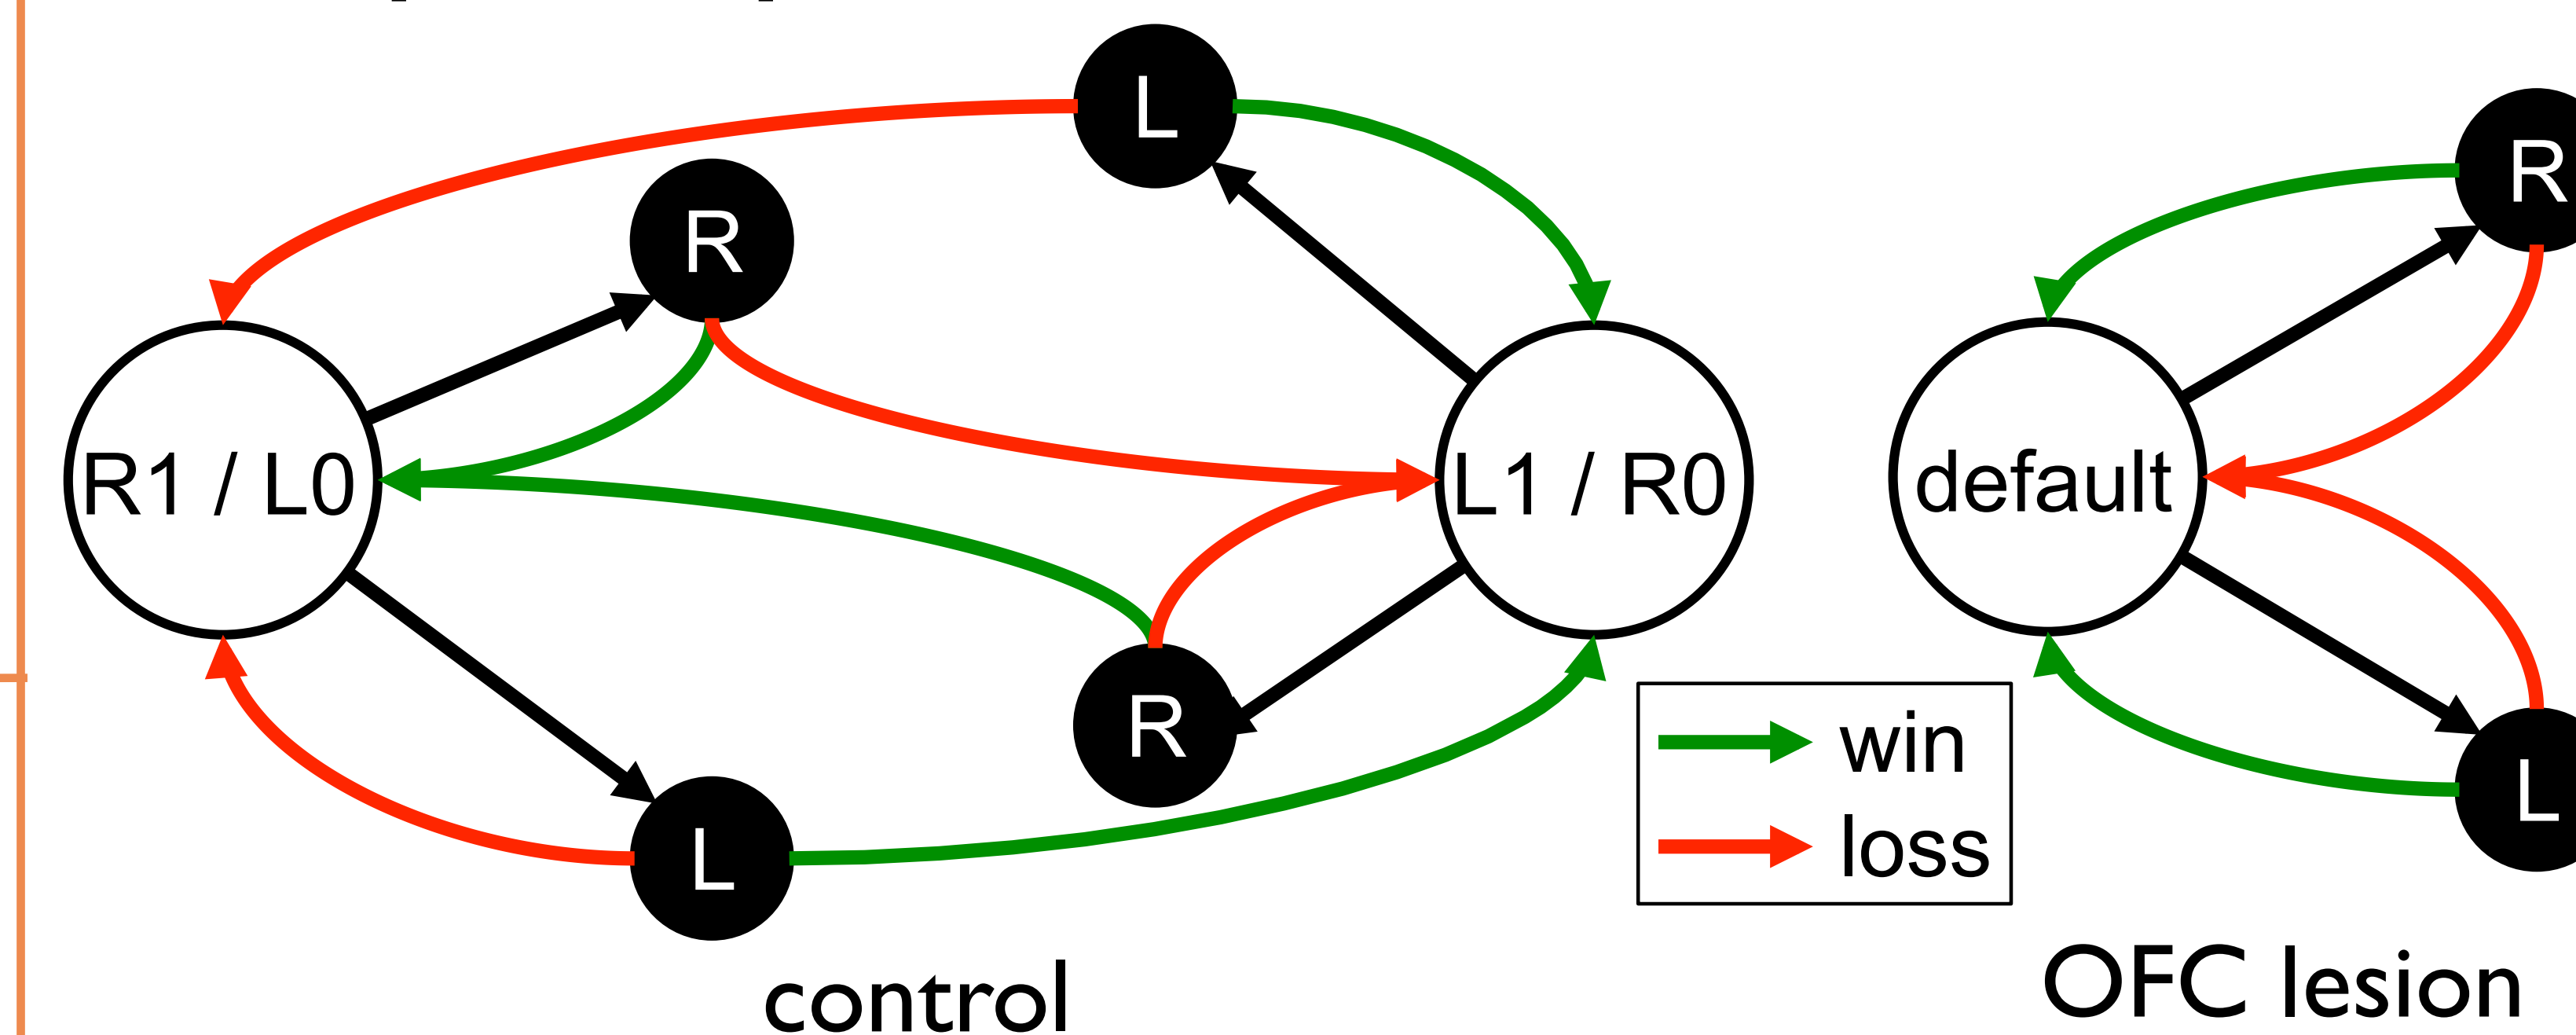 L
R
R
R1 / L0
L1 / R0
default
R
win
L
loss
L
OFC lesion
control